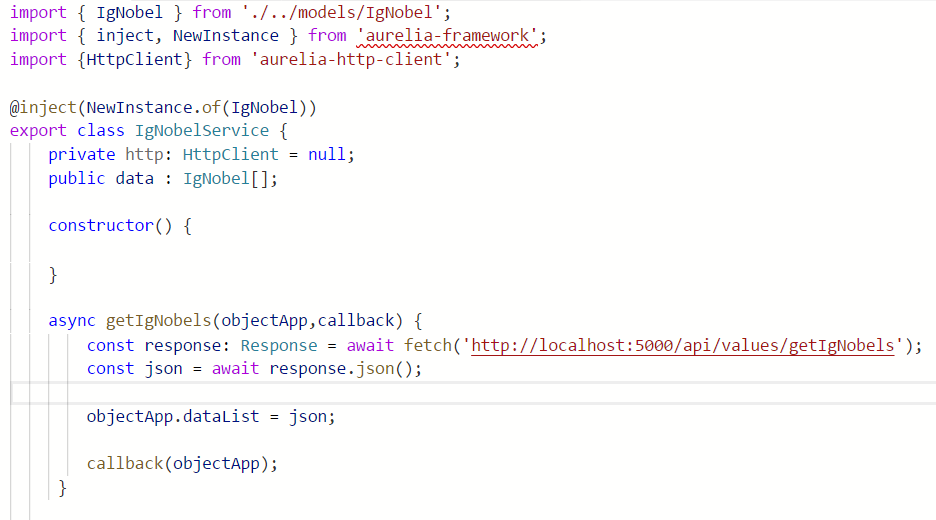 import { IgNobel } from './../models/IgNobel';
import { inject, NewInstance } from 'aurelia-framework';
import {HttpClient} from 'aurelia-http-client';
@inject(NewInstance.of(IgNobel))
export class IgNobelService {
private http: HttpClient = null;
public data : IgNobel[];
constructor() {
}
async getIgNobels(objectApp,callback) {
const response: Response = await fetch('http://localhost:5000/api/values/getIgNobels');
const json = await response.json();
objectApp.dataList = json;
callback(objectApp);
}